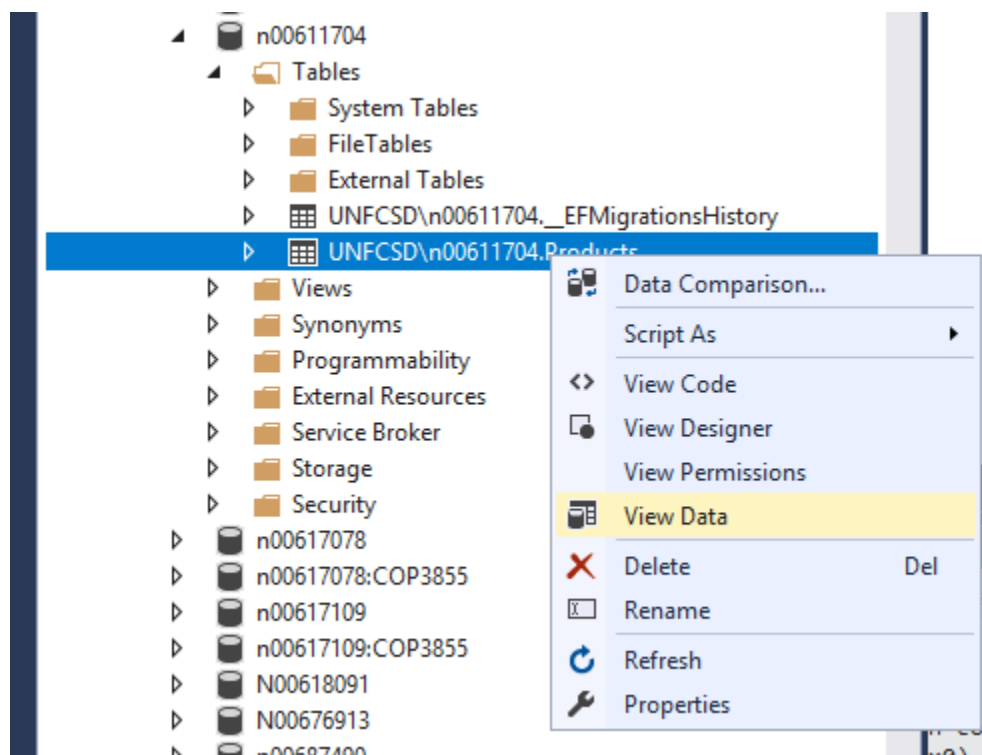 n00611704
Tables
System Tables
FileTables
External Tables
UNFCSD\n00611704.__EFMigrationsHistory
UNFCSD\n00611704.Products
Views
Synonyms
Programmability
External Resources
Service Broker
Storage
Security
n00617078
n00617078:COP3855
n00617109
n00617109:COP3855
N00618091
N00676913
n00687490
Data Comparison...
Script As
View Code
View Designer
View Permissions
View Data
Delete Del
Rename
Refresh
Properties